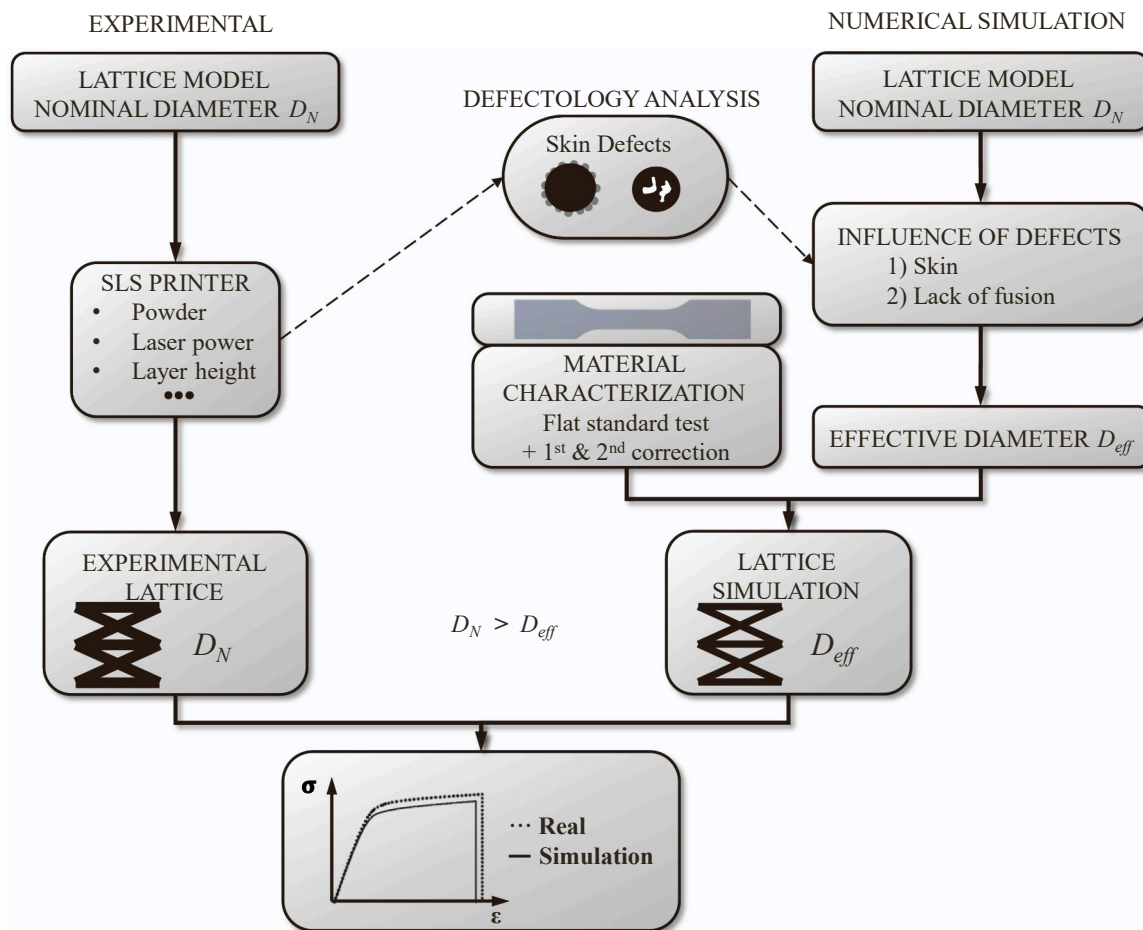 EXPERIMENTAL
LATTICE MODEL
NOMINAL DIAMETER D_N
SLS PRINTER
• Powder
• Laser power
• Layer height
•••
EXPERIMENTAL
LATTICE
D_N
DEFECTOLOGY ANALYSIS
Skin Defects
MATERIAL
CHARACTERIZATION
Flat standard test
+ 1st & 2nd correction
D_N > D_eff
NUMERICAL SIMULATION
LATTICE MODEL
NOMINAL DIAMETER D_N
INFLUENCE OF DEFECTS
1) Skin
2) Lack of fusion
EFFECTIVE DIAMETER D_eff
LATTICE
SIMULATION
D_eff
σ
Real
Simulation
ε